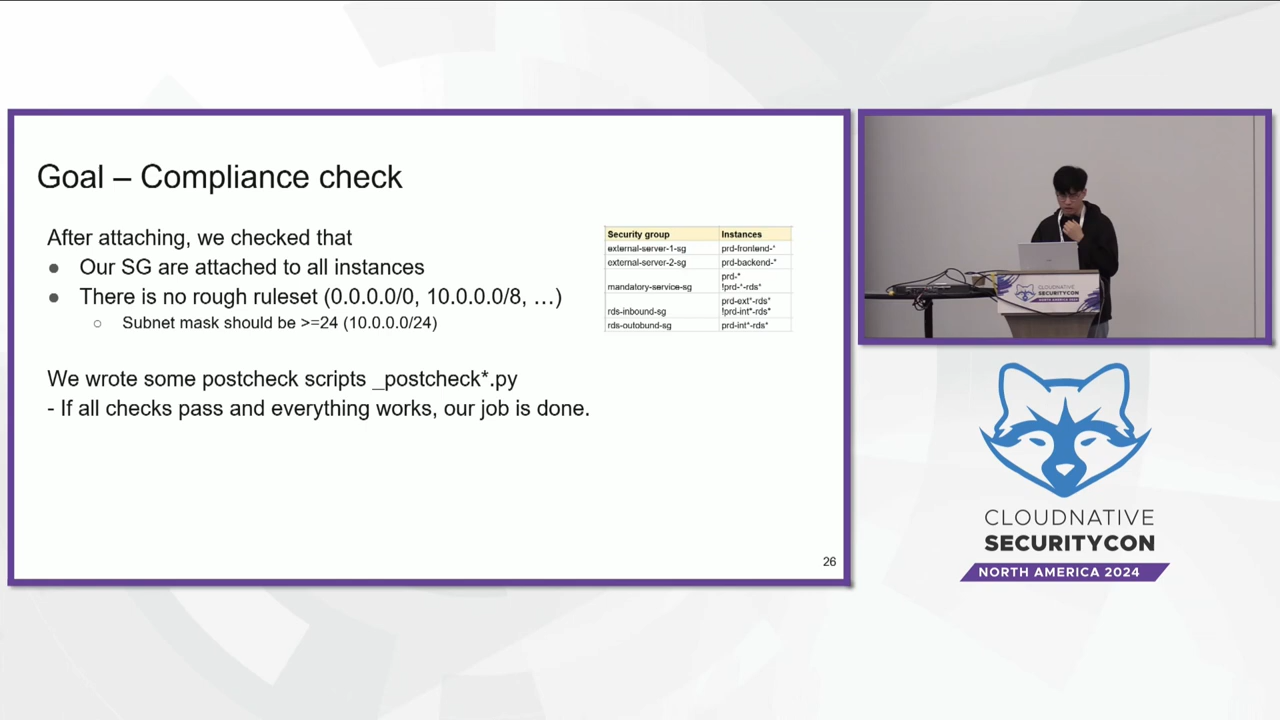 Goal – Compliance check
After attaching, we checked that
● Our SG are attached to all instances
● There is no rough ruleset (0.0.0.0/0, 10.0.0.0/8, …)
○ Subnet mask should be >=24 (10.0.0.0/24)
We wrote some postcheck scripts _postcheck*.py
- If all checks pass and everything works, our job is done.
Security group Instances
external-server-1-sg prd-frontend-*
external-server-2-sg prd-backend-*
prd-*
mandatory-service-sg !prd-*-rds*
prd-ext*-rds*
rds-inbound-sg !prd-int*-rds*
rds-outobund-sg prd-int*-rds*
26
CLOUDNATIVE
SECURITYCON
NORTH AMERICA 2024
CLOUDNATIVE
SECURITYCON
NORTH AMERICA 2024